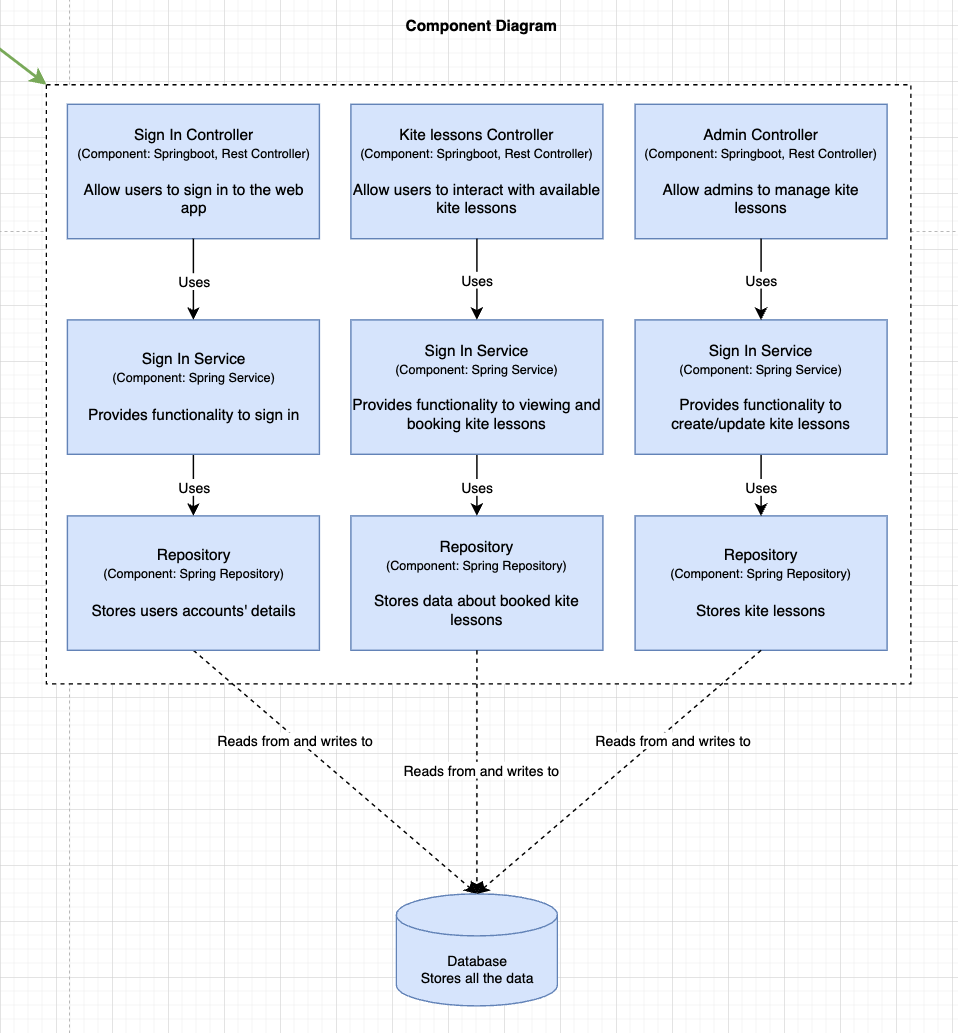 Component Diagram
Sign In Controller
(Component: Springboot, Rest Controller)
Allow users to sign in to the web
app
Kite lessons Controller
(Component: Springboot, Rest Controller)
Allow users to interact with available
kite lessons
Admin Controller
(Component: Springboot, Rest Controller)
Allow admins to manage kite
lessons
Uses
Uses
Uses
Sign In Service
(Component: Spring Service)
Provides functionality to sign in
Sign In Service
(Component: Spring Service)
Provides functionality to viewing and
booking kite lessons
Sign In Service
(Component: Spring Service)
Provides functionality to
create/update kite lessons
Uses
Uses
Uses
Repository
(Component: Spring Repository)
Stores users accounts' details
Repository
(Component: Spring Repository)
Stores data about booked kite
lessons
Repository
(Component: Spring Repository)
Stores kite lessons
Reads from and writes to
Reads from and writes to
Reads from and writes to
Database
Stores all the data